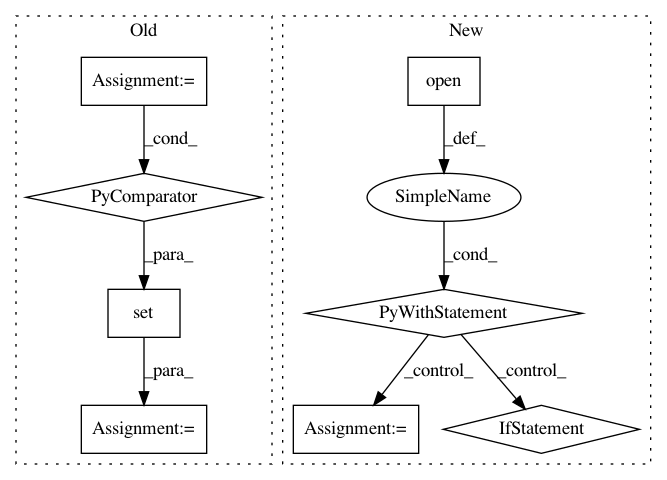 Old
Assignment:=
_cond_
PyComparator
_para_
set
_para_
Assignment:=
New
open
_def_
SimpleName
_cond_
PyWithStatement
_control_
_control_
Assignment:=
IfStatement